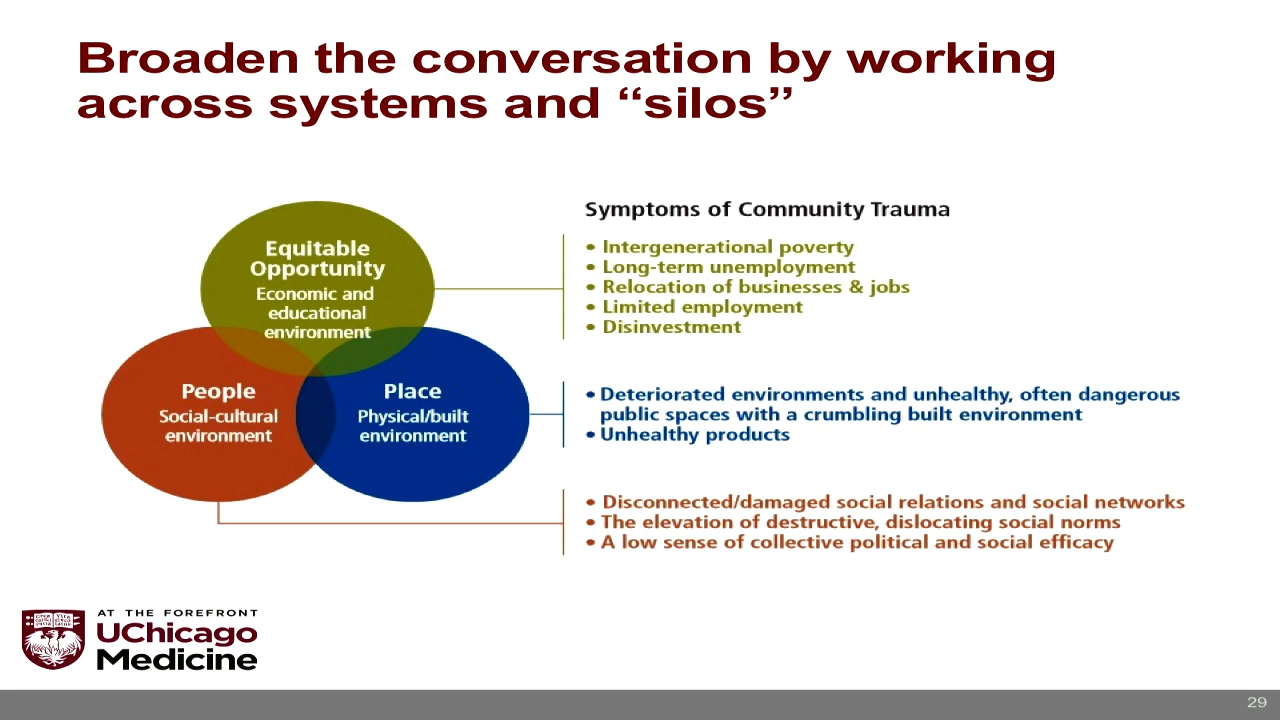 Broaden the conversation by working
across systems and “silos”
Equitable
Opportunity
Economic and
educational
environment
People
Social-cultural
environment
Place
Physical/built
environment
Symptoms of Community Trauma
• Intergenerational poverty
• Long-term unemployment
• Relocation of businesses & jobs
• Limited employment
• Disinvestment
• Deteriorated environments and unhealthy, often dangerous
public spaces with a crumbling built environment
• Unhealthy products
• Disconnected/damaged social relations and social networks
• The elevation of destructive, dislocating social norms
• A low sense of collective political and social efficacy
AT THE FOREFRONT
UChicago
Medicine
29